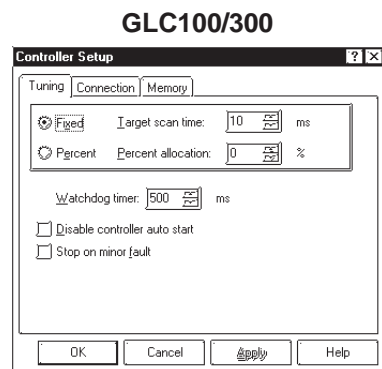 GLC100/300
Controller Setup
Tuning Connection Memory
Fixed Target scan time: 10 ms
Percent Percent allocation: 0 %
Watchdog timer: 500 ms
Disable controller auto start
Stop on minor fault
OK Cancel Apply Help